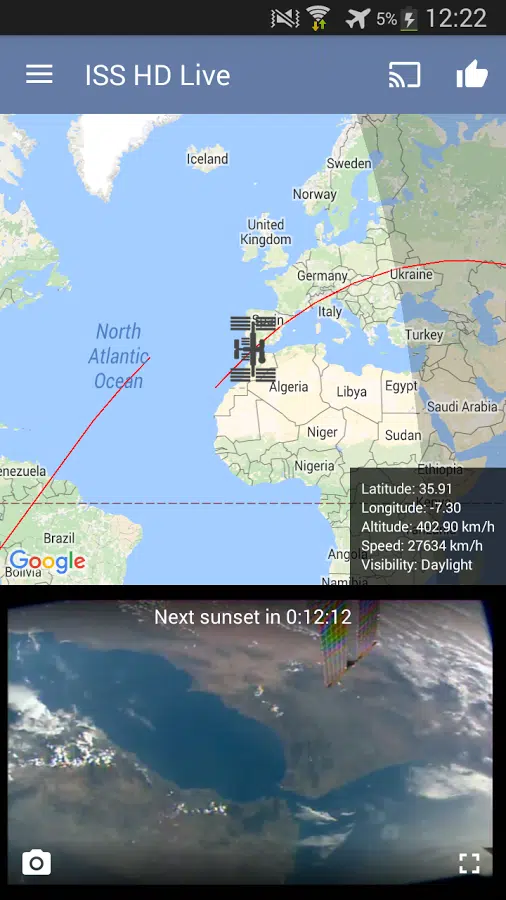 5% 12:22
ISS HD Live
Iceland
Sweden
Norway
United
Kingdom
Germany
Ukraine
Italy
Spain
Turkey
North
Atlantic
Ocean
Algeria
Libya
Egypt
Saudi Arabia
Niger
Sudan
Nigeria
Ethiopia
enezuela
Latitude: 35.91
Longitude: -7.30
Altitude: 402.90 km/h
Speed: 27634 km/h
Visibility: Daylight
Brazil
Angola
Google
Bolivia
Namibia
Next sunset in 0:12:12